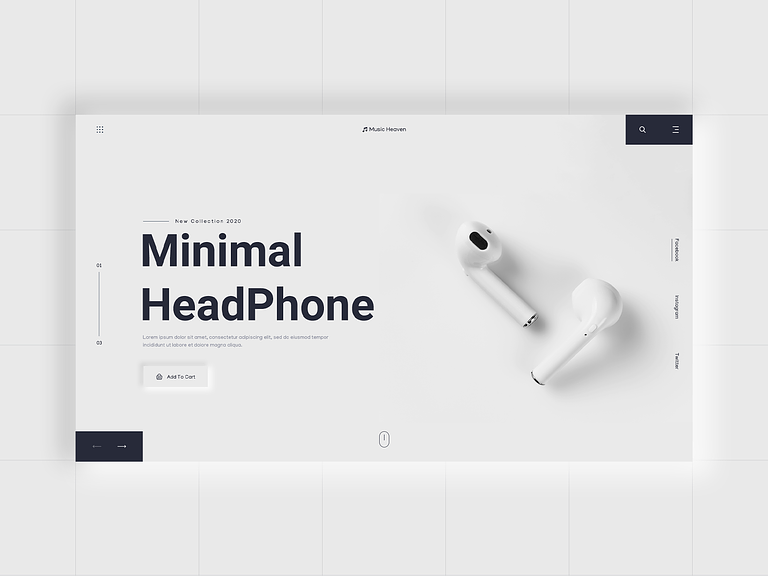 Music Heaven
New Collection 2020
Minimal
HeadPhone
Lorem ipsum dolor sit amet, consectetur adipiscing elit, sed do eiusmod tempor
incididunt ut labore et dolore magna aliqua.
Add To Cart
01
03
Facebook
Instagram
Twitter